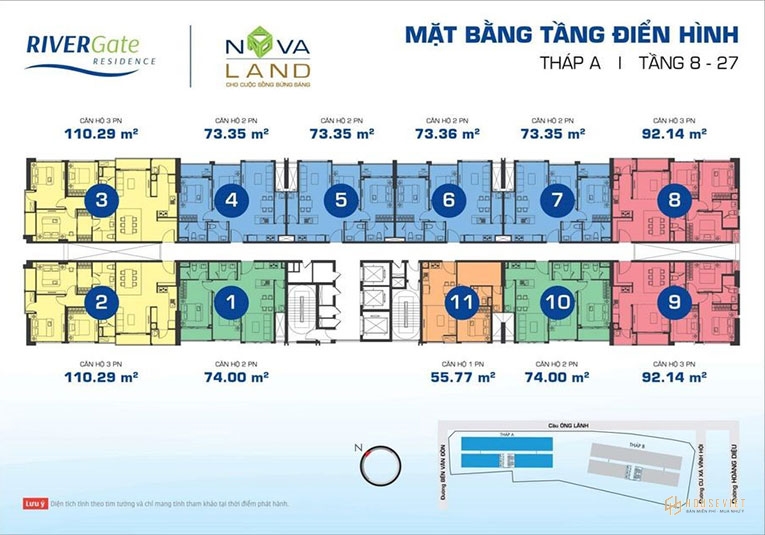 RIVERGate
RESIDENCE
NOVA
LAND
CHO CUỘC SỐNG BỪNG SÁNG
MẶT BẰNG TẦNG ĐIỂN HÌNH
THÁP A | TẦNG 8 - 27
CĂN HỘ 3 PN
110.29 m²
CĂN HỘ 2 PN
73.35 m²
CĂN HỘ 2 PN
73.35 m²
CĂN HỘ 2 PN
73.36 m²
CĂN HỘ 2 PN
73.35 m²
CĂN HỘ 3 PN
92.14 m²
3 4 5 6 7 8
2 1 11 10 9
CĂN HỘ 3 PN
110.29 m²
CĂN HỘ 2 PN
74.00 m²
CĂN HỘ 1 PN
55.77 m²
CĂN HỘ 2 PN
74.00 m²
CĂN HỘ 3 PN
92.14 m²
N
Cầu ÔNG LÃNH
THÁP A
THÁP B
Đường BẾN VÂN ĐỒN
Đường CƯ XÁ VĨNH HỘI
Đường HOÀNG DIỆU
Lưu ý
Diện tích tính theo tim tường và chỉ mang tính tham khảo tại thời điểm phát hành.
HOUSEVIET
BÁN MIỄN PHÍ - MUA NHƯ Ý